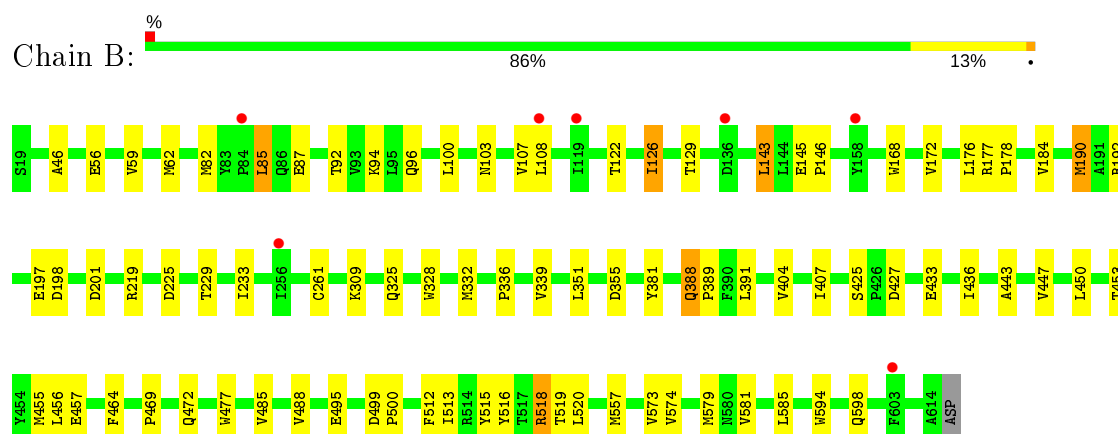 %
Chain B:
86% 13% •
S19 A46 E56 V59 M62 M82 Y83 P84 L85 Q86 E87 T92 V93 K94 L95 Q96 L100 N103 V107 L108 I119 T122 I126 T129 D136 L143 L144 E145 P146 Y158 W168 V172 L176 R177 P178 V184 M190 A191 R192
E197 D198 D201 R219 D225 T229 I233 I256 C261 K309 Q325 W328 M332 P336 V339 L351 D355 Y381 Q388 P389 F390 L391 V404 I407 S425 P426 D427 E433 I436 A443 V447 L450 T453
Y454 M455 L456 E457 F464 P469 Q472 W477 V485 V488 E495 D499 P500 F512 I513 R514 Y515 Y516 T517 R518 T519 L520 M557 V573 V574 M579 N580 V581 L585 W594 Q598 F603 A614 ASP